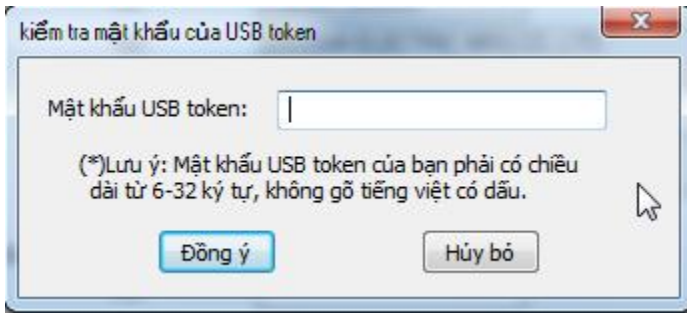 kiểm tra mật khẩu của USB token
Mật khẩu USB token:
(*)Lưu ý: Mật khẩu USB token của bạn phải có chiều
dài từ 6-32 ký tự, không gõ tiếng việt có dấu.
Đồng ý
Hủy bỏ